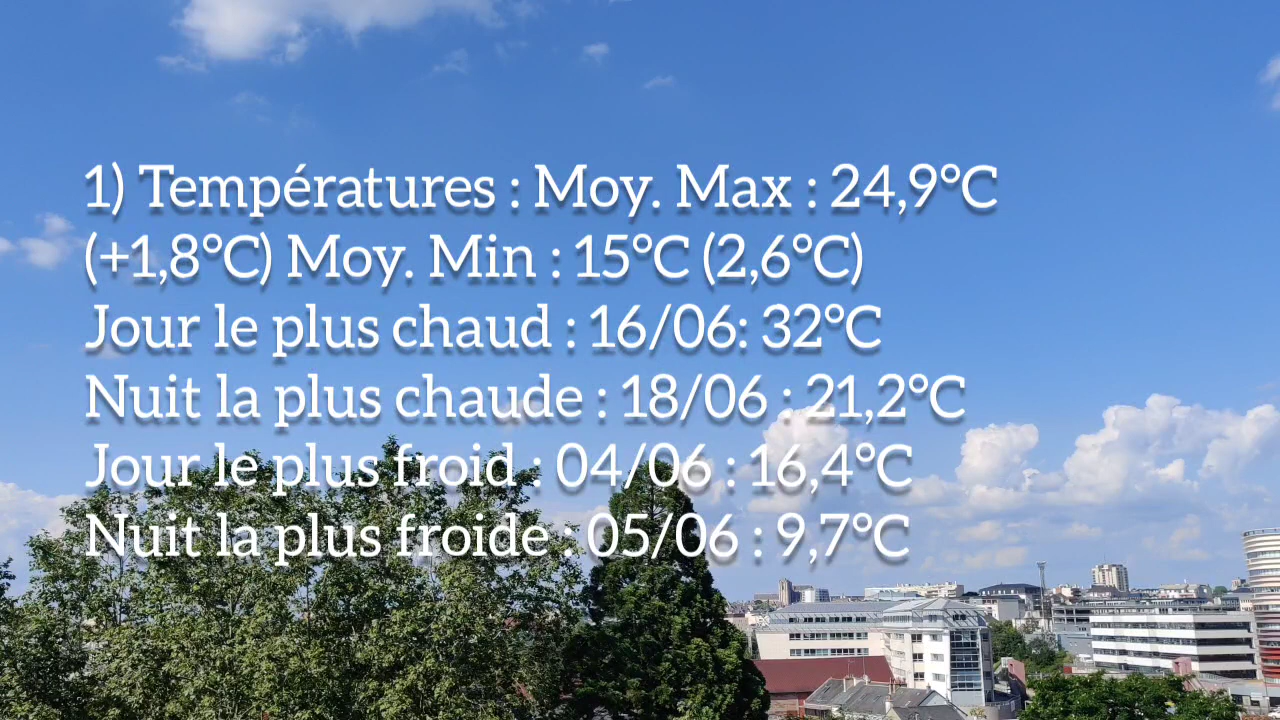 1) Températures : Moy. Max : 24,9°C
(+1,8°C) Moy. Min : 15°C (2,6°C)
Jour le plus chaud : 16/06: 32°C
Nuit la plus chaude : 18/06 : 21,2°C
Jour le plus froid : 04/06 : 16,4°C
Nuit la plus froide : 05/06 : 9,7°C